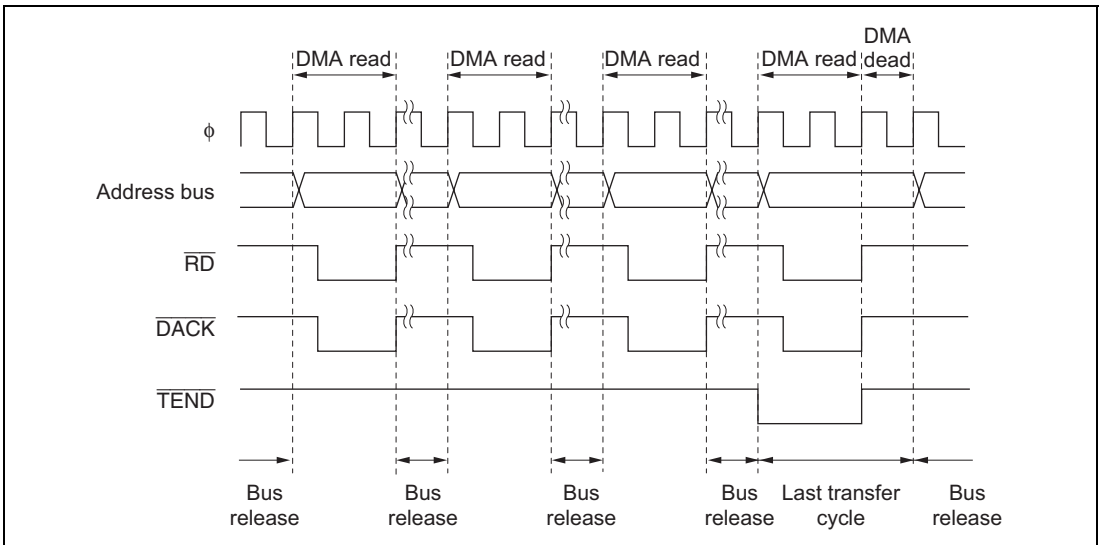 DMA
DMA read DMA read DMA read DMA read dead
φ
Address bus
RD
DACK
TEND
Bus release
Bus release
Bus release
Bus release
Last transfer cycle
Bus release